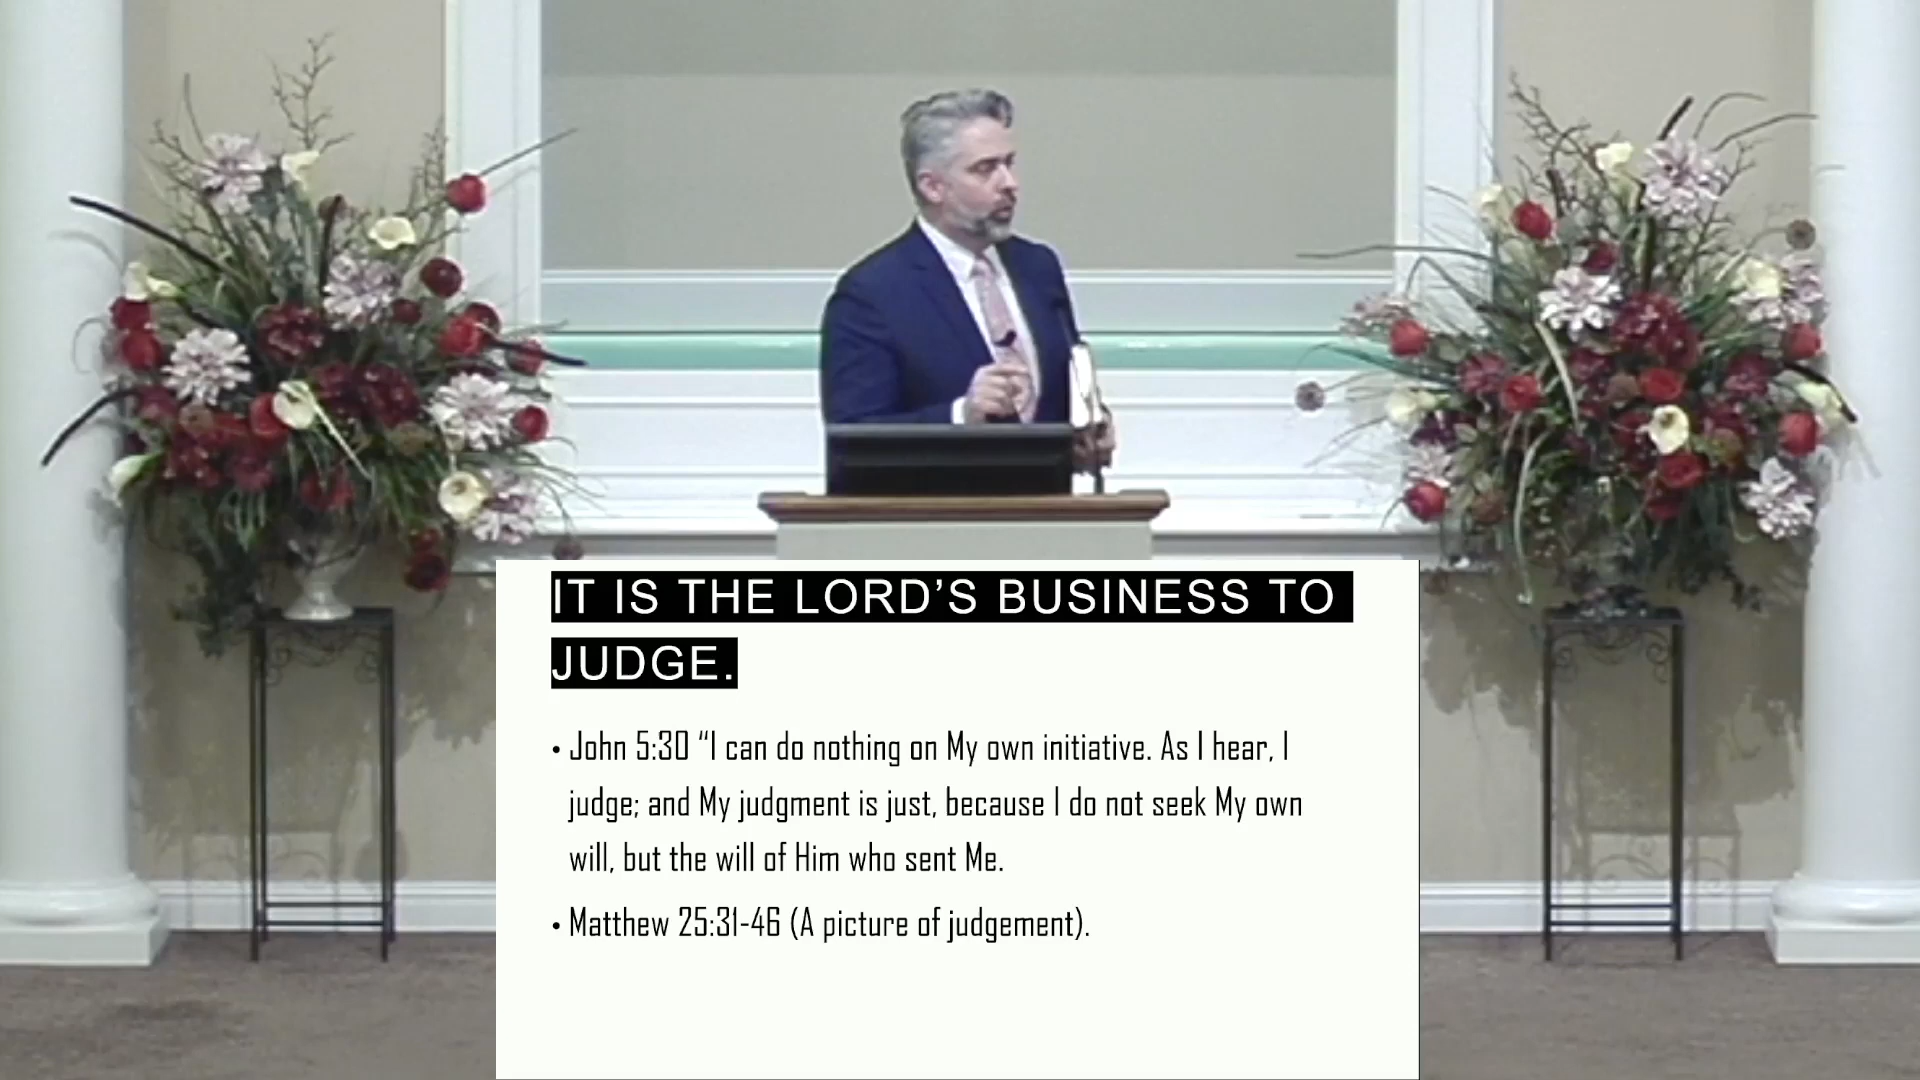 IT IS THE LORD’S BUSINESS TO
JUDGE.
• John 5:30 “I can do nothing on My own initiative. As I hear, I
judge; and My judgment is just, because I do not seek My own
will, but the will of Him who sent Me.
• Matthew 25:31-46 (A picture of judgement).